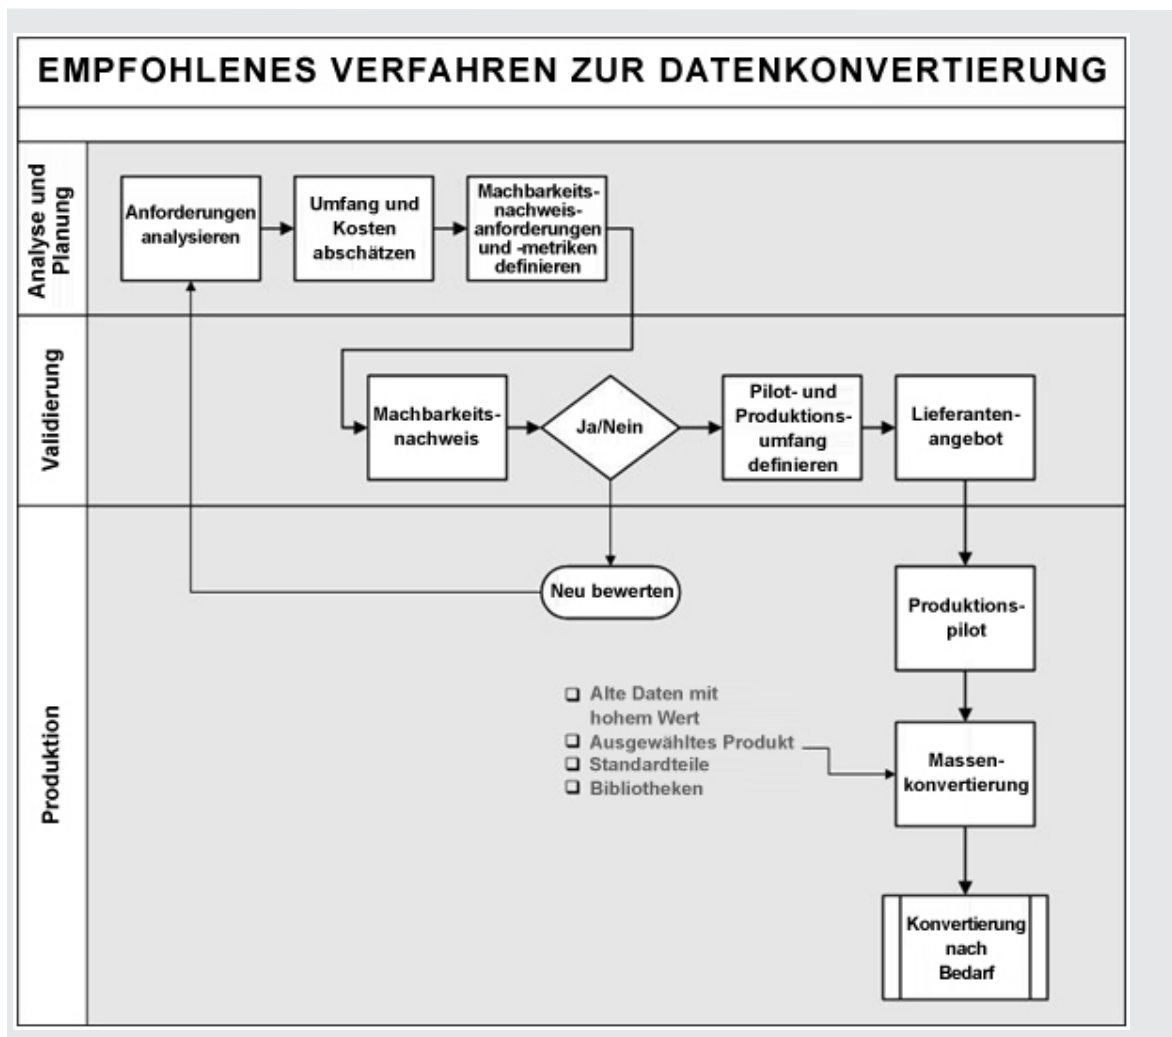 EMPFOHLENES VERFAHREN ZUR DATENKONVERTIERUNG
Analyse und
Planung
Anforderungen
analysieren
Umfang und
Kosten
abschätzen
Machbarkeits-
nachweis-
anforderungen
und -metriken
definieren
Validierung
Machbarkeits-
nachweis
Ja/Nein
Pilot- und
Produktions-
umfang
definieren
Lieferanten-
angebot
Produktion
Neu bewerten
Produktions-
pilot
Alte Daten mit
hohem Wert
Ausgewähltes Produkt
Standardteile
Bibliotheken
Massen-
konvertierung
Konvertierung
nach
Bedarf